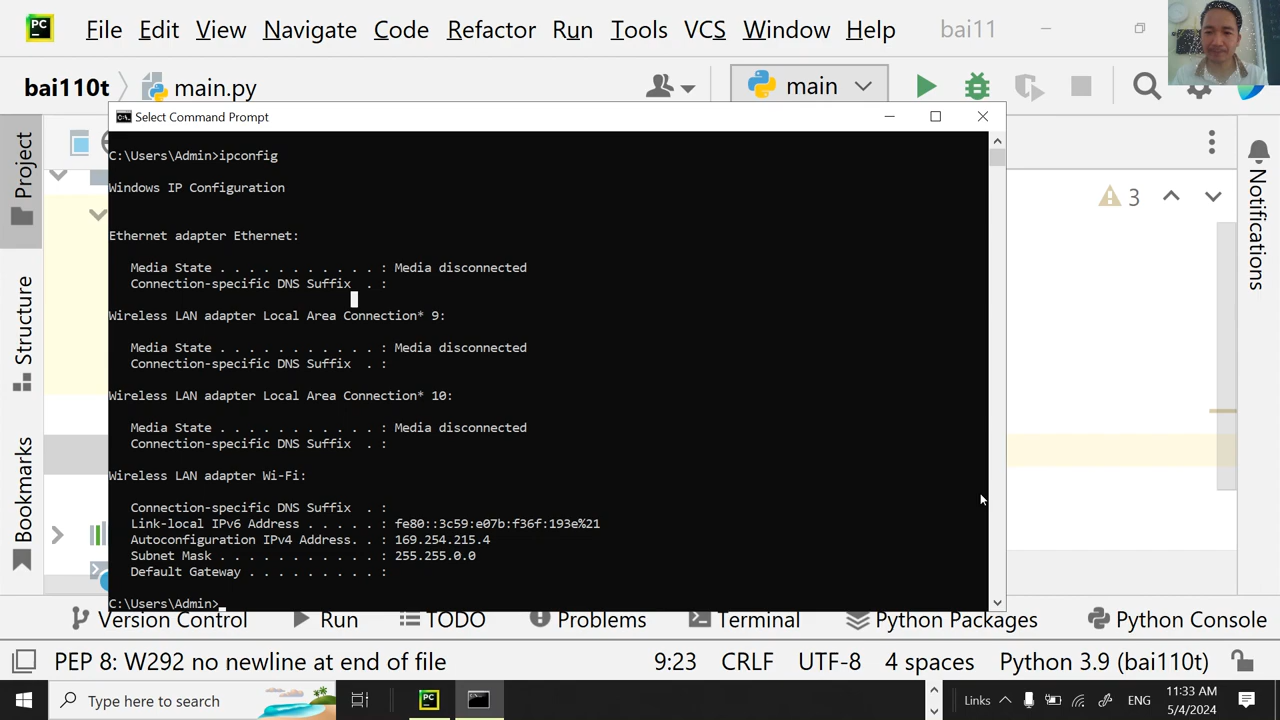 PC File Edit View Navigate Code Refactor Run Tools VCS Window Help bai11
bai110t main.py main
Select Command Prompt
C:\Users\Admin>ipconfig
Windows IP Configuration
Ethernet adapter Ethernet:
Media State . . . . . . . . . . . : Media disconnected
Connection-specific DNS Suffix . :
Wireless LAN adapter Local Area Connection* 9:
Media State . . . . . . . . . . . : Media disconnected
Connection-specific DNS Suffix . :
Wireless LAN adapter Local Area Connection* 10:
Media State . . . . . . . . . . . : Media disconnected
Connection-specific DNS Suffix . :
Wireless LAN adapter Wi-Fi:
Connection-specific DNS Suffix . :
Link-local IPv6 Address . . . . . : fe80::3c59:e07b:f36f:193e%21
Autoconfiguration IPv4 Address. . : 169.254.215.4
Subnet Mask . . . . . . . . . . . : 255.255.0.0
Default Gateway . . . . . . . . . :
C:\Users\Admin>
Project
Structure
Bookmarks
3
Notifications
Version Control Run TODO Problems Terminal Python Packages Python Console
PEP 8: W292 no newline at end of file 9:23 CRLF UTF-8 4 spaces Python 3.9 (bai110t)
Type here to search PC Links ENG 11:33 AM
5/4/2024